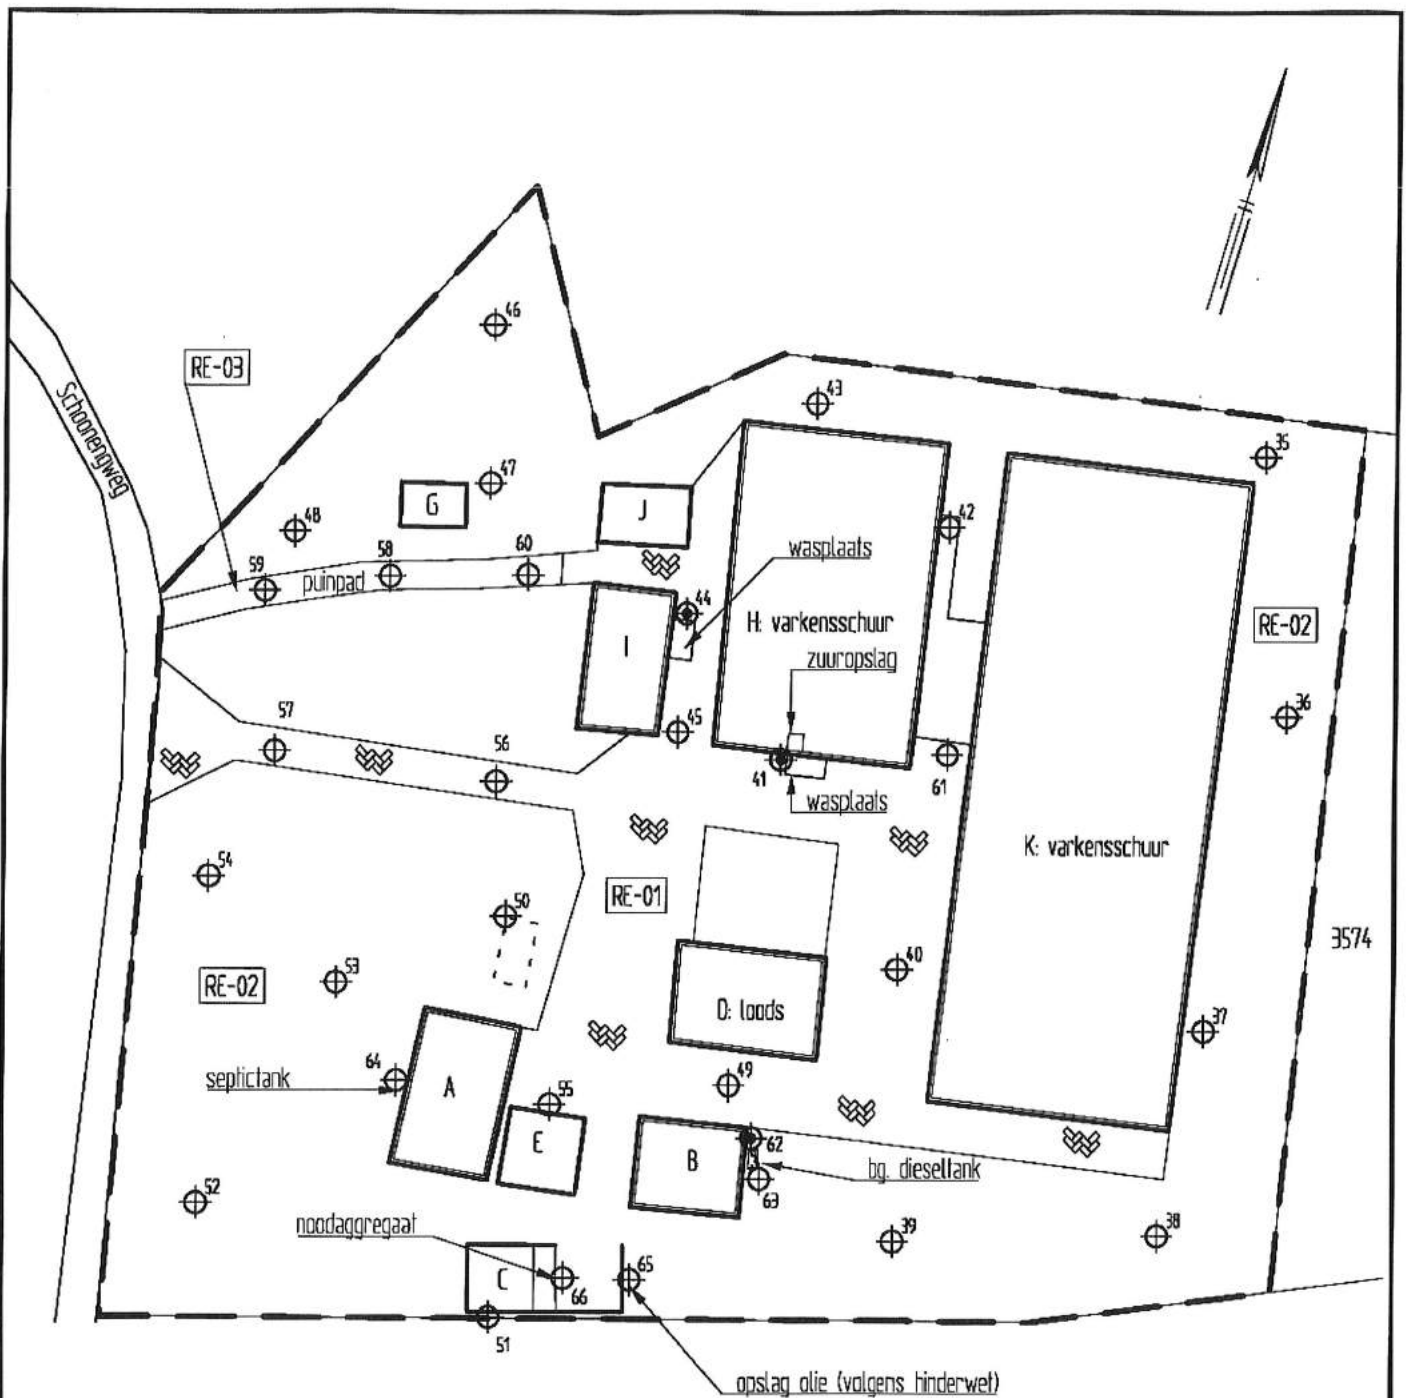 46
RE-03
43
Schoonengweg
35
47
G
J
48
42
58
60
wasplaats
59
puinpad
44
H: varkensschuur
RE-02
I
zuuropslag
57
45
36
56
41
61
wasplaats
K: varkensschuur
54
RE-01
50
3574
40
53
RE-02
D: loods
37
64
septictank
49
A
55
E
62
B
bg. dieseltank
63
52
noodaggregaat
39
38
C
65
66
51
opslag olie (volgens hinderwet)